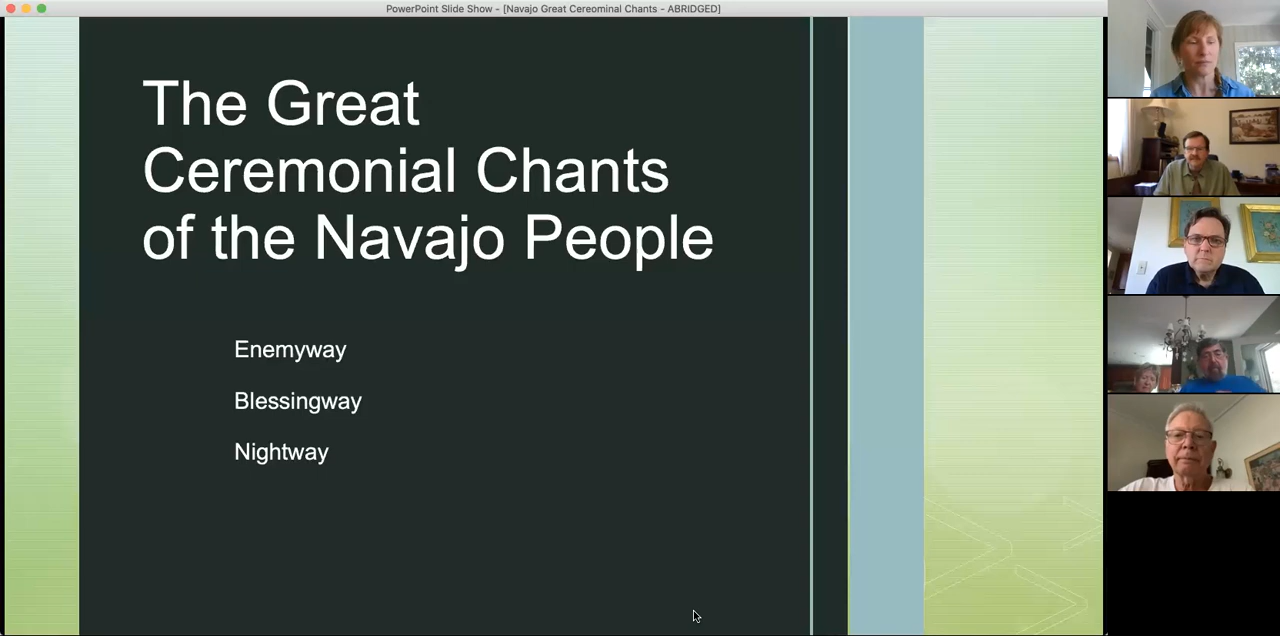 PowerPoint Slide Show - [Navajo Great Cereominal Chants - ABRIDGED]
The Great
Ceremonial Chants
of the Navajo People
Enemyway
Blessingway
Nightway